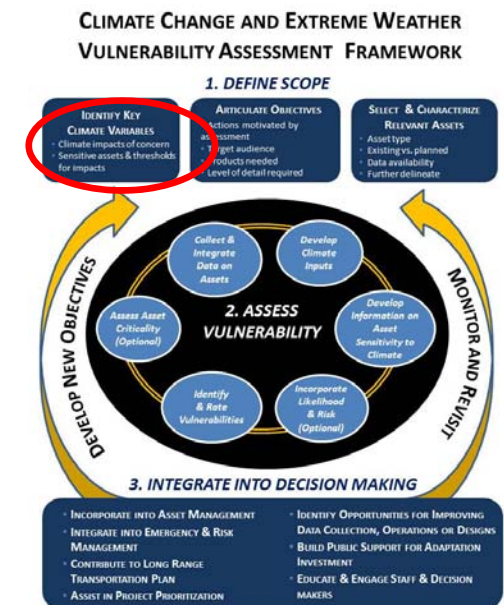 CLIMATE CHANGE AND EXTREME WEATHER
VULNERABILITY ASSESSMENT FRAMEWORK
1. DEFINE SCOPE
IDENTIFY KEY
CLIMATE VARIABLES
• Climate impacts of concern
• Sensitive assets & thresholds
for impacts
ARTICULATE OBJECTIVES
Actions motivated by
assessment
• Target audience
Products needed
• Level of detail required
SELECT & CHARACTERIZE
RELEVANT ASSETS
• Asset type
• Existing vs. planned
• Data availability
• Further delineate
Collect &
Integrate
Data on
Assets
Develop
Climate
Inputs
Assess Asset
Criticality
(Optional)
2. ASSESS
VULNERABILITY
Develop
Information on
Asset
Sensitivity to
Climate
Identify
& Rate
Vulnerabilities
Incorporate
Likelihood
& Risk
(Optional)
DEVELOP NEW OBJECTIVES
MONITOR AND REVISIT
3. INTEGRATE INTO DECISION MAKING
• INCORPORATE INTO ASSET MANAGEMENT
• INTEGRATE INTO EMERGENCY & RISK
MANAGEMENT
• CONTRIBUTE TO LONG RANGE
TRANSPORTATION PLAN
• ASSIST IN PROJECT PRIORITIZATION
• IDENTIFY OPPORTUNITIES FOR IMPROVING
DATA COLLECTION, OPERATIONS OR DESIGNS
• BUILD PUBLIC SUPPORT FOR ADAPTATION
INVESTMENT
• EDUCATE & ENGAGE STAFF & DECISION
MAKERS